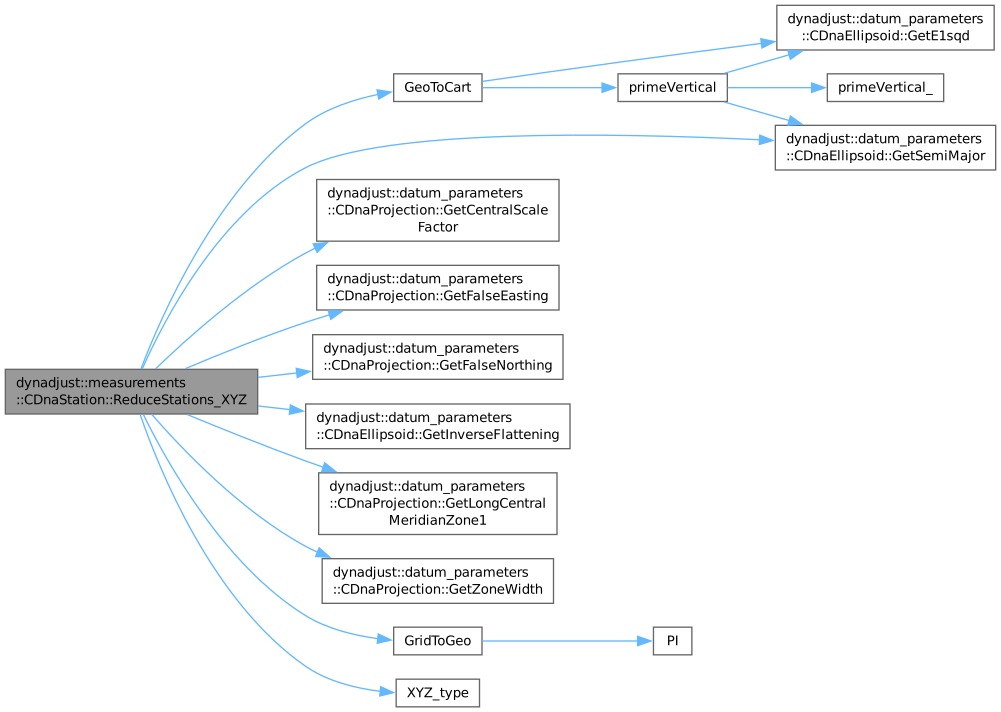 dynadjust::datum_parameters
::CDnaEllipsoid::GetE1sqd
GeoToCart
primeVertical
primeVertical_
dynadjust::datum_parameters
::CDnaEllipsoid::GetSemiMajor
dynadjust::datum_parameters
::CDnaProjection::GetCentralScale
Factor
dynadjust::datum_parameters
::CDnaProjection::GetFalseEasting
dynadjust::datum_parameters
::CDnaProjection::GetFalseNorthing
dynadjust::measurements
::CDnaStation::ReduceStations_XYZ
dynadjust::datum_parameters
::CDnaEllipsoid::GetInverseFlattening
dynadjust::datum_parameters
::CDnaProjection::GetLongCentral
MeridianZone1
dynadjust::datum_parameters
::CDnaProjection::GetZoneWidth
GridToGeo
PI
XYZ_type